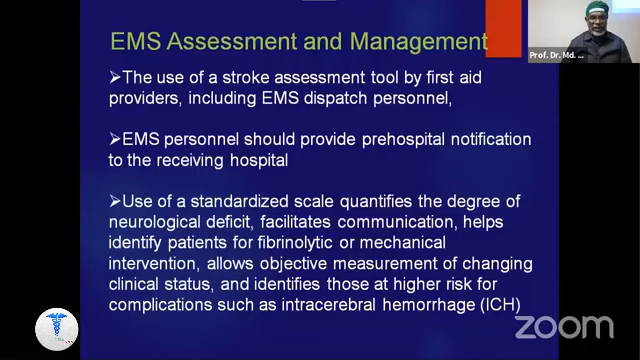 EMS Assessment and Management
Prof. Dr. Md. ...
➢The use of a stroke assessment tool by first aid
providers, including EMS dispatch personnel,
➢EMS personnel should provide prehospital notification
to the receiving hospital
➢Use of a standardized scale quantifies the degree of
neurological deficit, facilitates communication, helps
identify patients for fibrinolytic or mechanical
intervention, allows objective measurement of changing
clinical status, and identifies those at higher risk for
complications such as intracerebral hemorrhage (ICH)
zoom